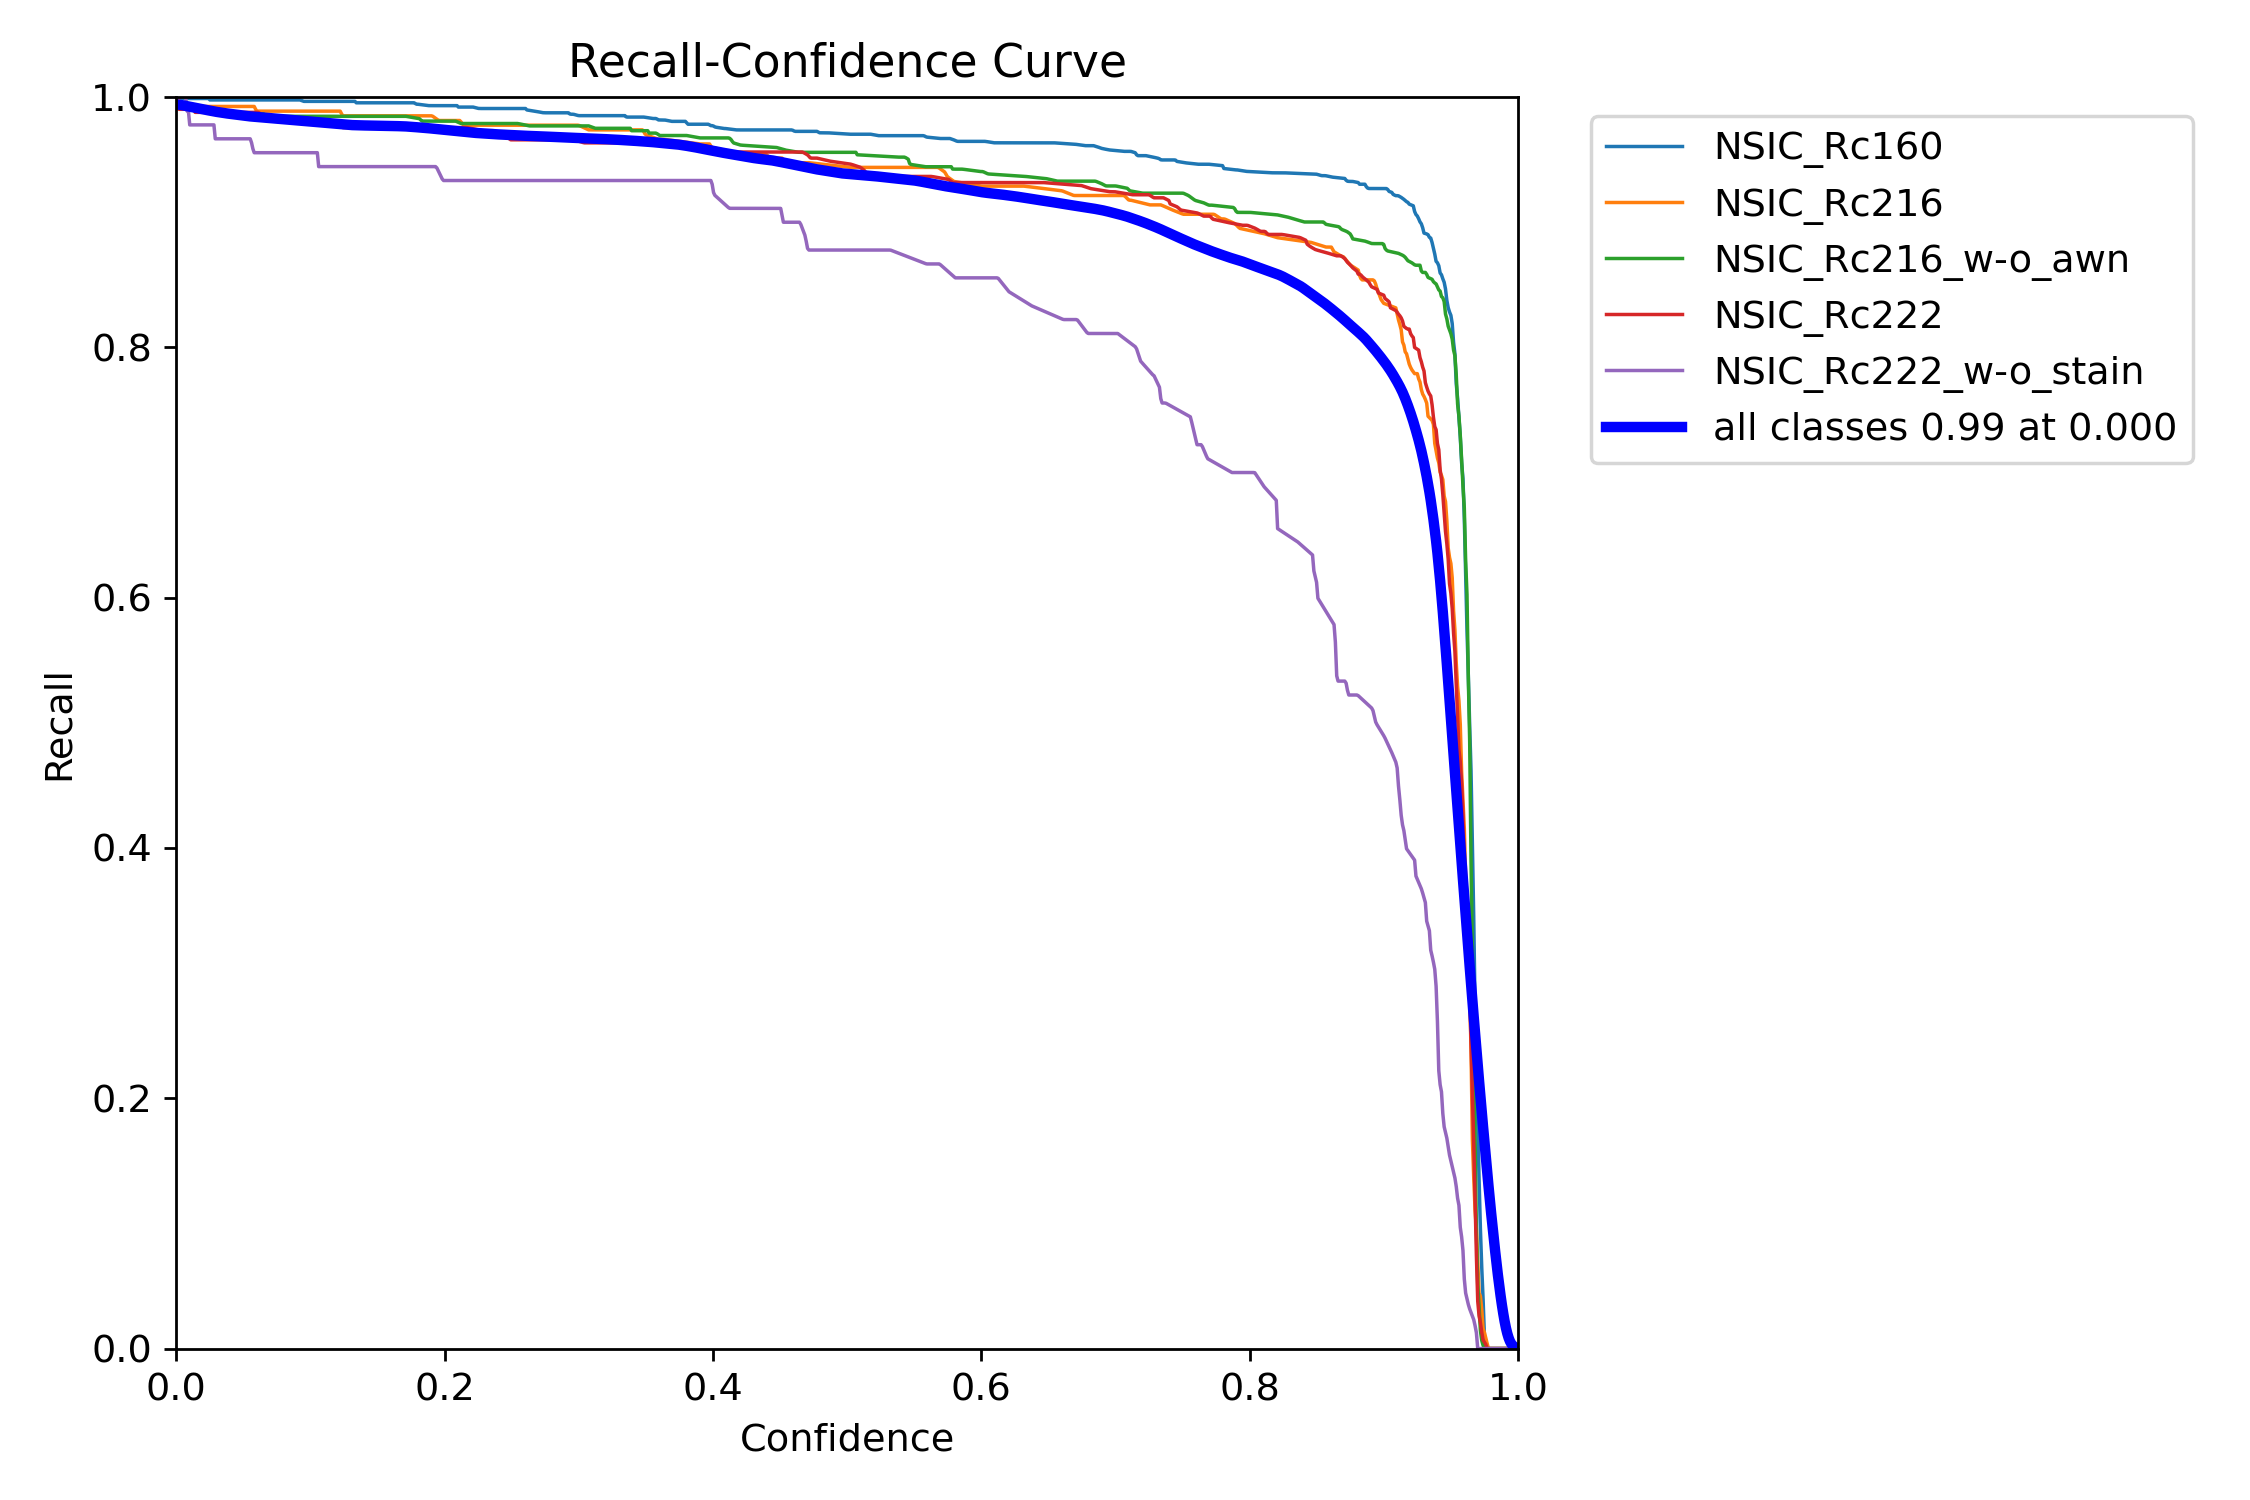 Recall-Confidence Curve
1.0
0.8
0.6
0.4
0.2
0.0
Recall
0.0 0.2 0.4 0.6 0.8 1.0
Confidence
NSIC_Rc160
NSIC_Rc216
NSIC_Rc216_w-o_awn
NSIC_Rc222
NSIC_Rc222_w-o_stain
all classes 0.99 at 0.000